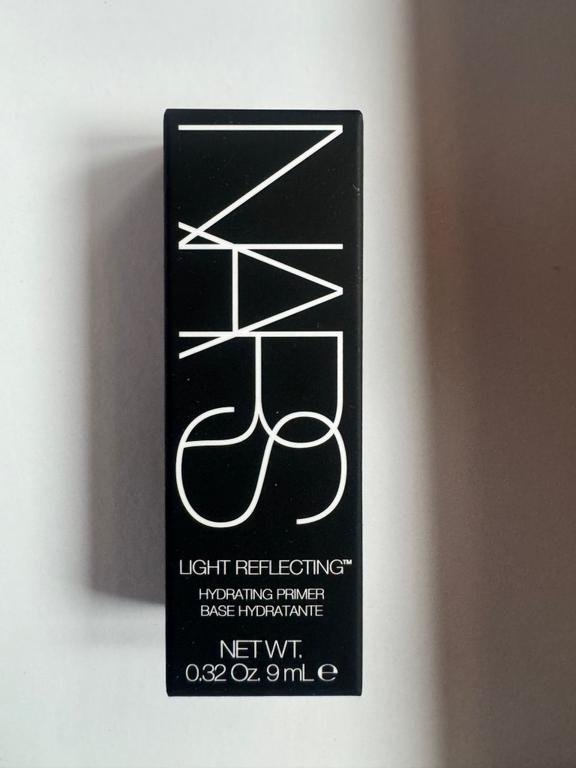 NARS
LIGHT REFLECTING™
HYDRATING PRIMER
BASE HYDRATANTE
NET WT.
0.32 Oz. 9 mL ℮